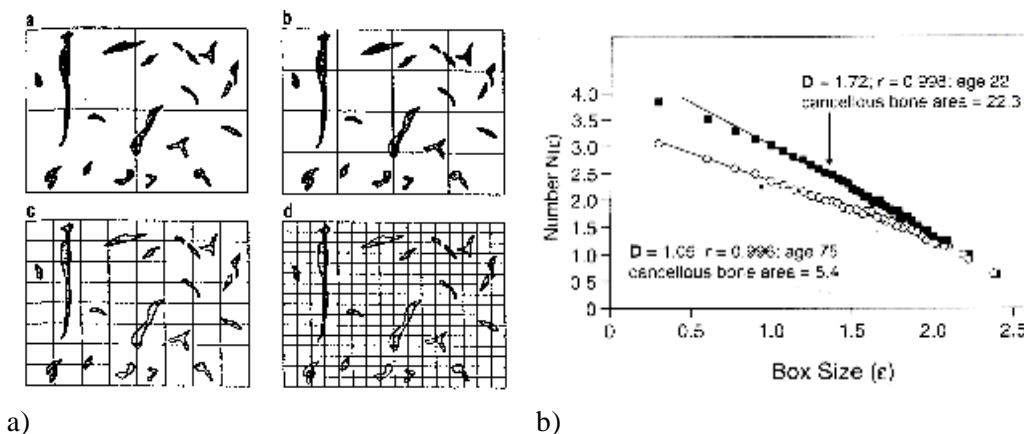 a
b
c
d
a)
Number N(ε)
4.0
3.5
3.0
2.5
2.0
1.5
1.0
0.5
0
D = 1.72; r = 0.998; age 22
cancellous bone area = 22.3
D = 1.05 r = 0.996; age 75
cancellous bone area = 5.4
0
0.5
1.0
1.5
2.0
2.5
Box Size (ε)
b)